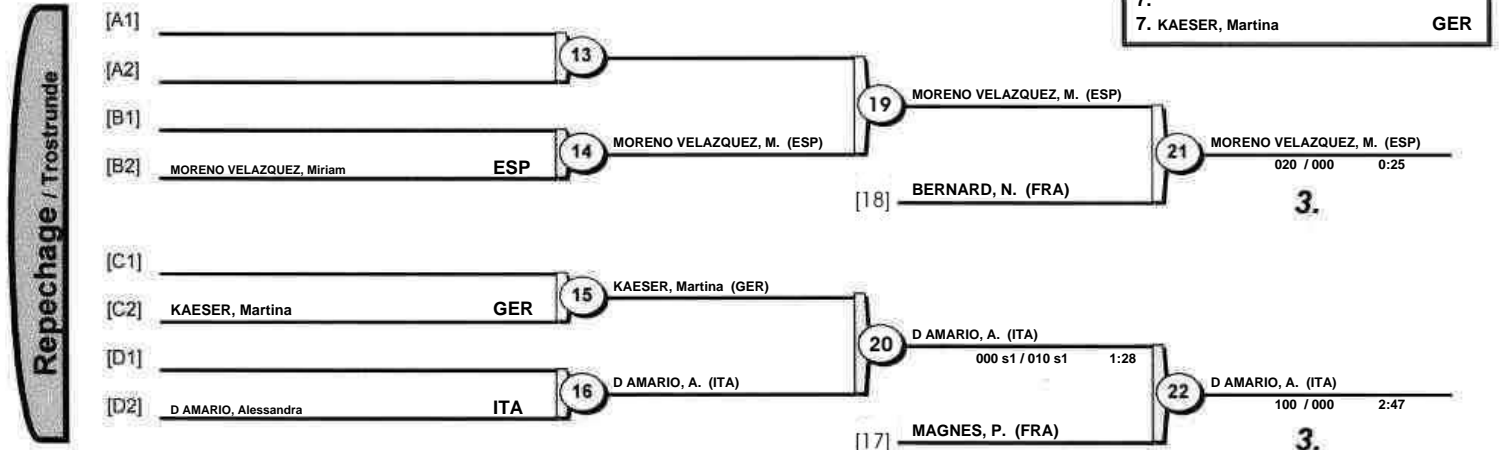 7.
7. KAESER, Martina GER
Repechage / Trostrunde
[A1]
13
[A2]
19 MORENO VELAZQUEZ, M. (ESP)
[B1]
14 MORENO VELAZQUEZ, M. (ESP)
21 MORENO VELAZQUEZ, M. (ESP)
020 / 000 0:25
[B2] MORENO VELAZQUEZ, Miriam ESP
[18] BERNARD, N. (FRA)
3.
[C1]
15 KAESER, Martina (GER)
[C2] KAESER, Martina GER
20 D AMARIO, A. (ITA)
000 s1 / 010 s1 1:28
[D1]
16 D AMARIO, A. (ITA)
22 D AMARIO, A. (ITA)
100 / 000 2:47
[D2] D AMARIO, Alessandra ITA
[17] MAGNES, P. (FRA)
3.